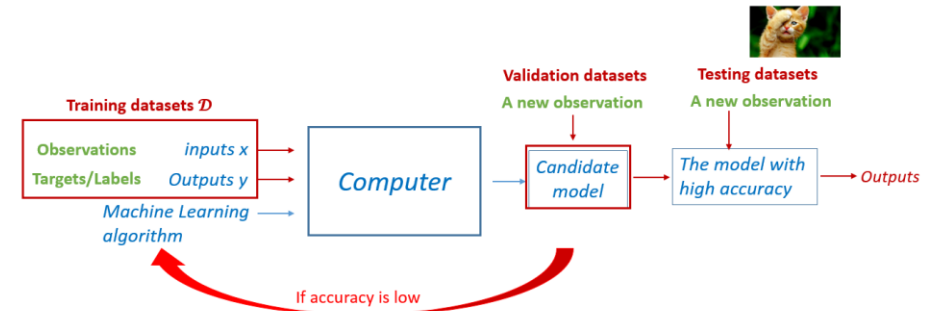 Training datasets 𝒟
Observations inputs x
Targets/Labels Outputs y
Machine Learning
algorithm
Computer
Validation datasets
A new observation
Candidate
model
Testing datasets
A new observation
The model with
high accuracy
Outputs
If accuracy is low